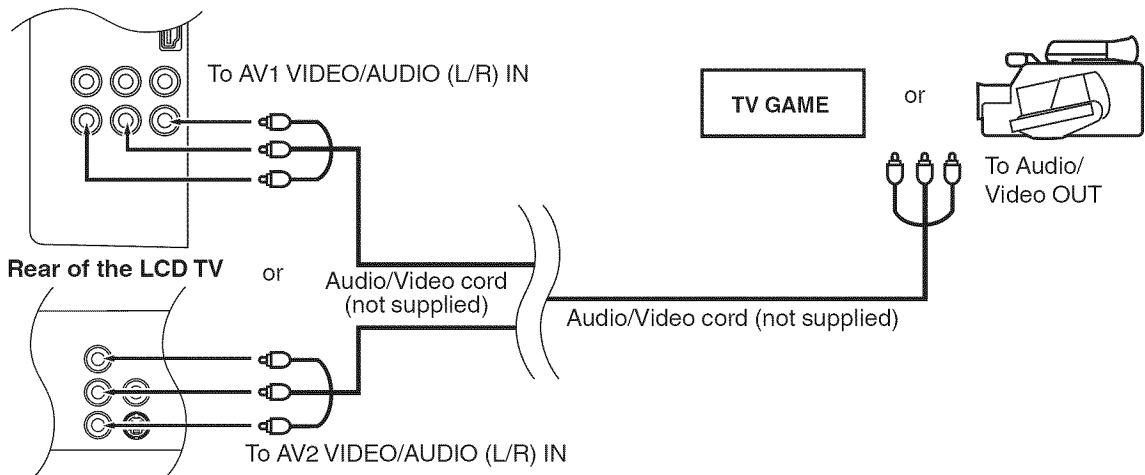 To AV1 VIDEO/AUDIO (L/R) IN
TV GAME
or
To Audio/
Video OUT
Rear of the LCD TV
or
Audio/Video cord
(not supplied)
Audio/Video cord (not supplied)
To AV2 VIDEO/AUDIO (L/R) IN